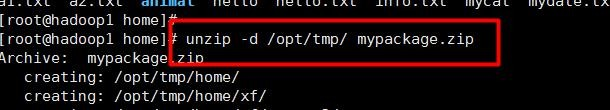 a1.txt a2.txt animal hello hello.txt info.txt mycat mydate.txt
[root@hadoop1 home]#
[root@hadoop1 home]# unzip -d /opt/tmp/ mypackage.zip
Archive: mypackage.zip
creating: /opt/tmp/home/
creating: /opt/tmp/home/xf/